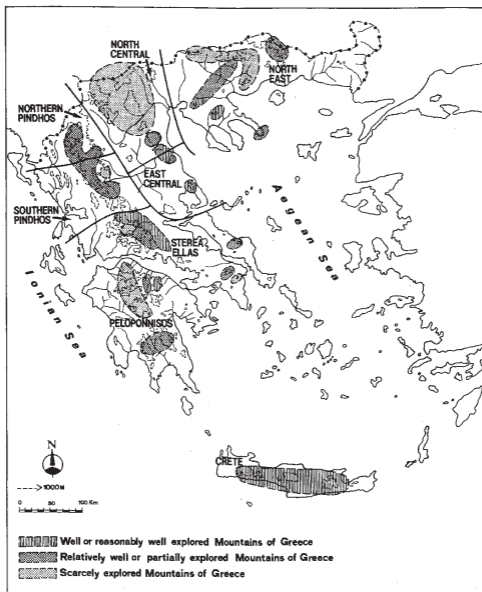 NORTH
CENTRAL
NORTH
EAST
NORTHERN
PINDHOS
EAST
CENTRAL
SOUTHERN
PINDHOS
STEREA
ELLAS
Aegean Sea
Ionian Sea
PELOPONNISOS
CRETE
N
>1000M
0 50 100 Km
Well or reasonably well explored Mountains of Greece
Relatively well or partially explored Mountains of Greece
Scarcely explored Mountains of Greece